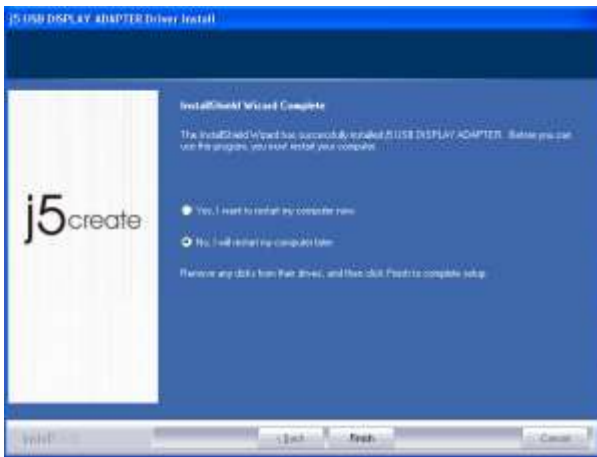 j5 USB DISPLAY ADAPTER Driver Install
InstallShield Wizard Complete
The InstallShield Wizard has successfully installed j5 USB DISPLAY ADAPTER. Before you can
use the program, you must restart your computer.
j5create
Yes, I want to restart my computer now.
No, I will restart my computer later.
Remove any disks from their drives, and then click Finish to complete setup.
InstallShield
< Back
Finish
Cancel